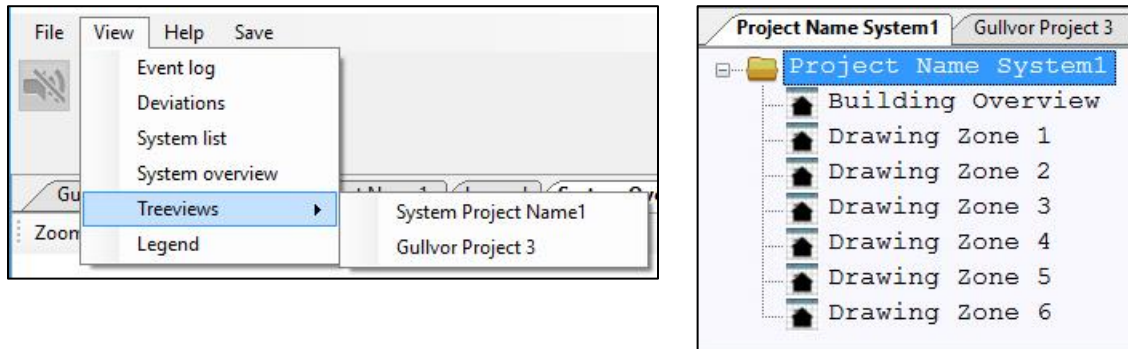 File View Help Save
Event log
Deviations
System list
System overview
Treeviews
System Project Name1
Legend
Gullvor Project 3
Gu
Zoom
Project Name System1 Gullvor Project 3
Project Name System1
Building Overview
Drawing Zone 1
Drawing Zone 2
Drawing Zone 3
Drawing Zone 4
Drawing Zone 5
Drawing Zone 6